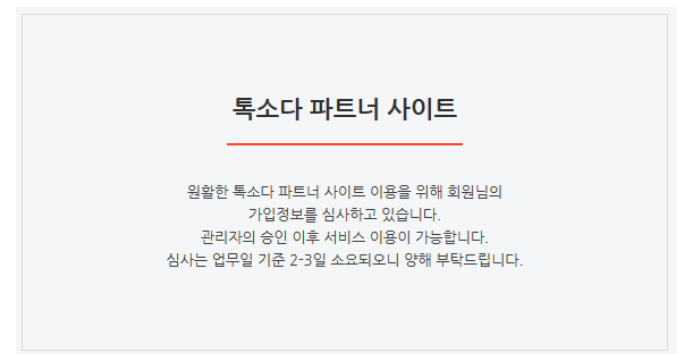 톡소다 파트너 사이트
원활한 톡소다 파트너 사이트 이용을 위해 회원님의
가입정보를 심사하고 있습니다.
관리자의 승인 이후 서비스 이용이 가능합니다.
심사는 업무일 기준 2-3일 소요되오니 양해 부탁드립니다.